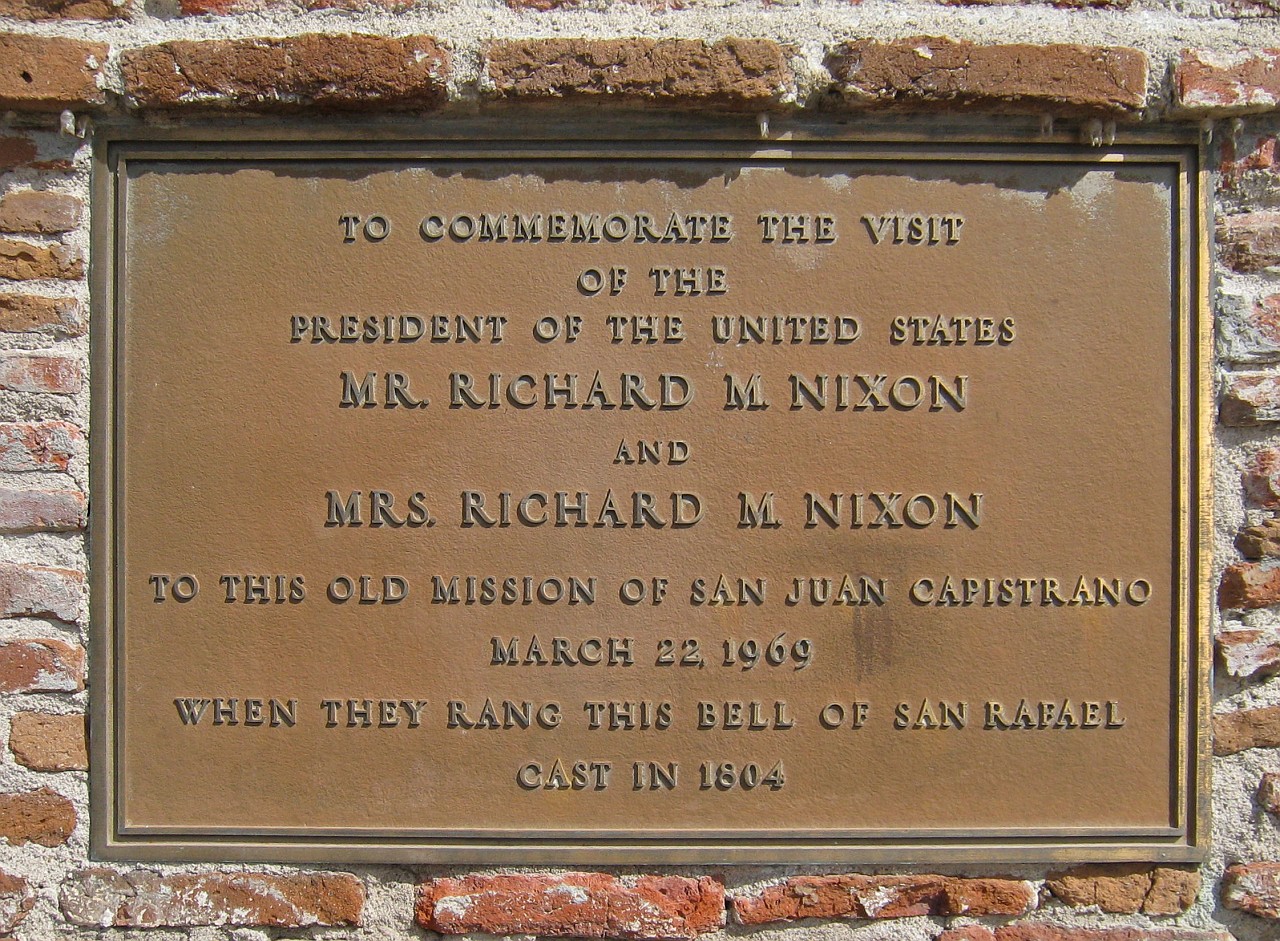 TO COMMEMORATE THE VISIT
OF THE
PRESIDENT OF THE UNITED STATES
MR. RICHARD M. NIXON
AND
MRS. RICHARD M. NIXON
TO THIS OLD MISSION OF SAN JUAN CAPISTRANO
MARCH 22, 1969
WHEN THEY RANG THIS BELL OF SAN RAFAEL
CAST IN 1804